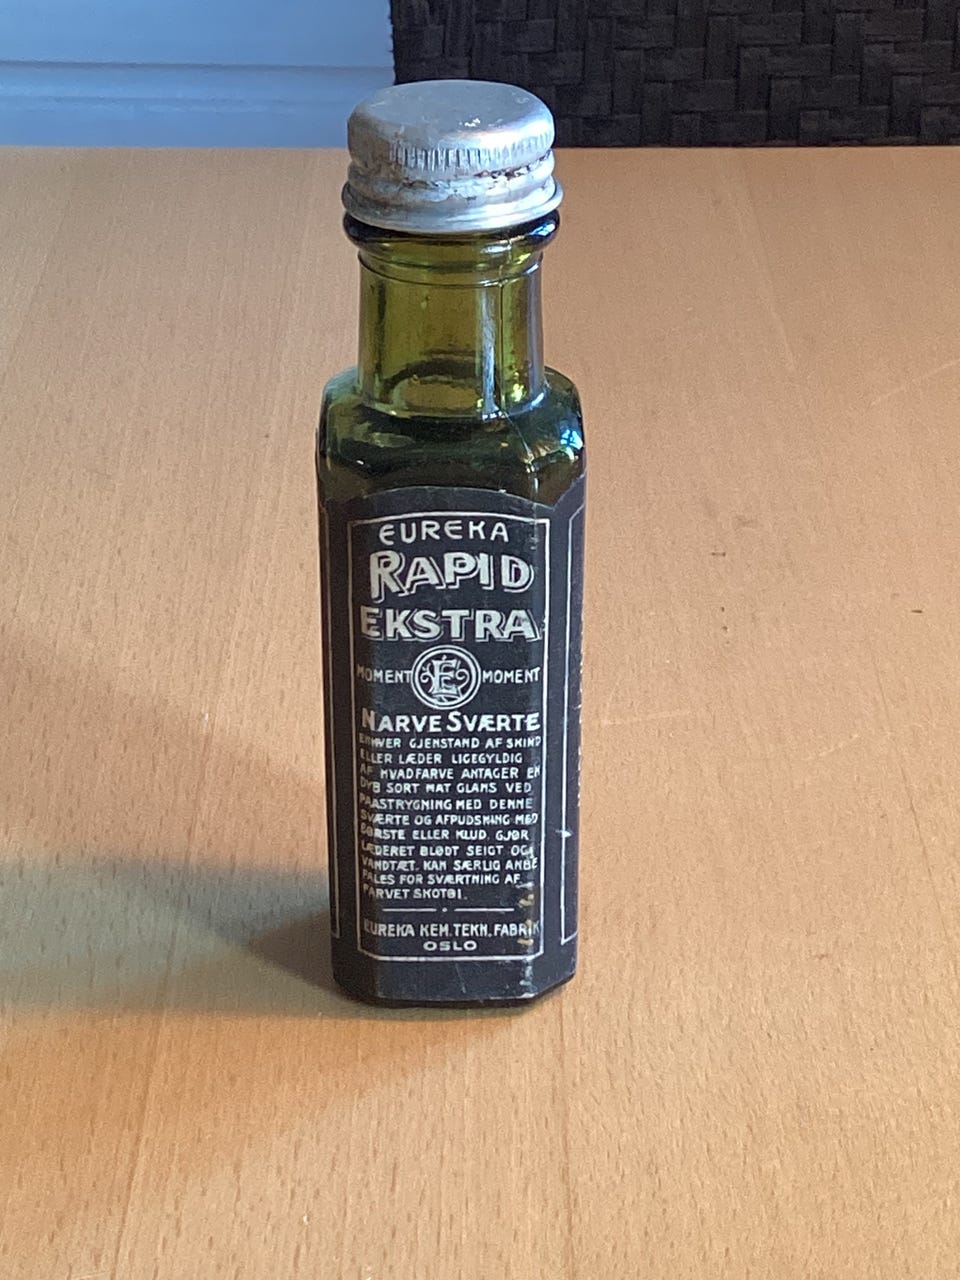 EUREKA
RAPID
EKSTRA
MOMENT E MOMENT
NARVE SVÆRTE
ENHVER GJENSTAND AF SKIND
ELLER LÆDER LIGEGYLDIG
AF HVAD FARVE ANTAGER EN
DYB SORT MAT GLANS VED
PAASTRYGNING MED DENNE
SVÆRTE OG AFPUDSNING MED
BØRSTE ELLER KLUD. GJØR
LÆDERET BLØDT SEIGT OG
VANDTÆT. KAN SÆRLIG ANBE
FALES FOR SVÆRTNING AF
FARVET SKOTØI.
EUREKA KEM. TEKN. FABRIK
OSLO